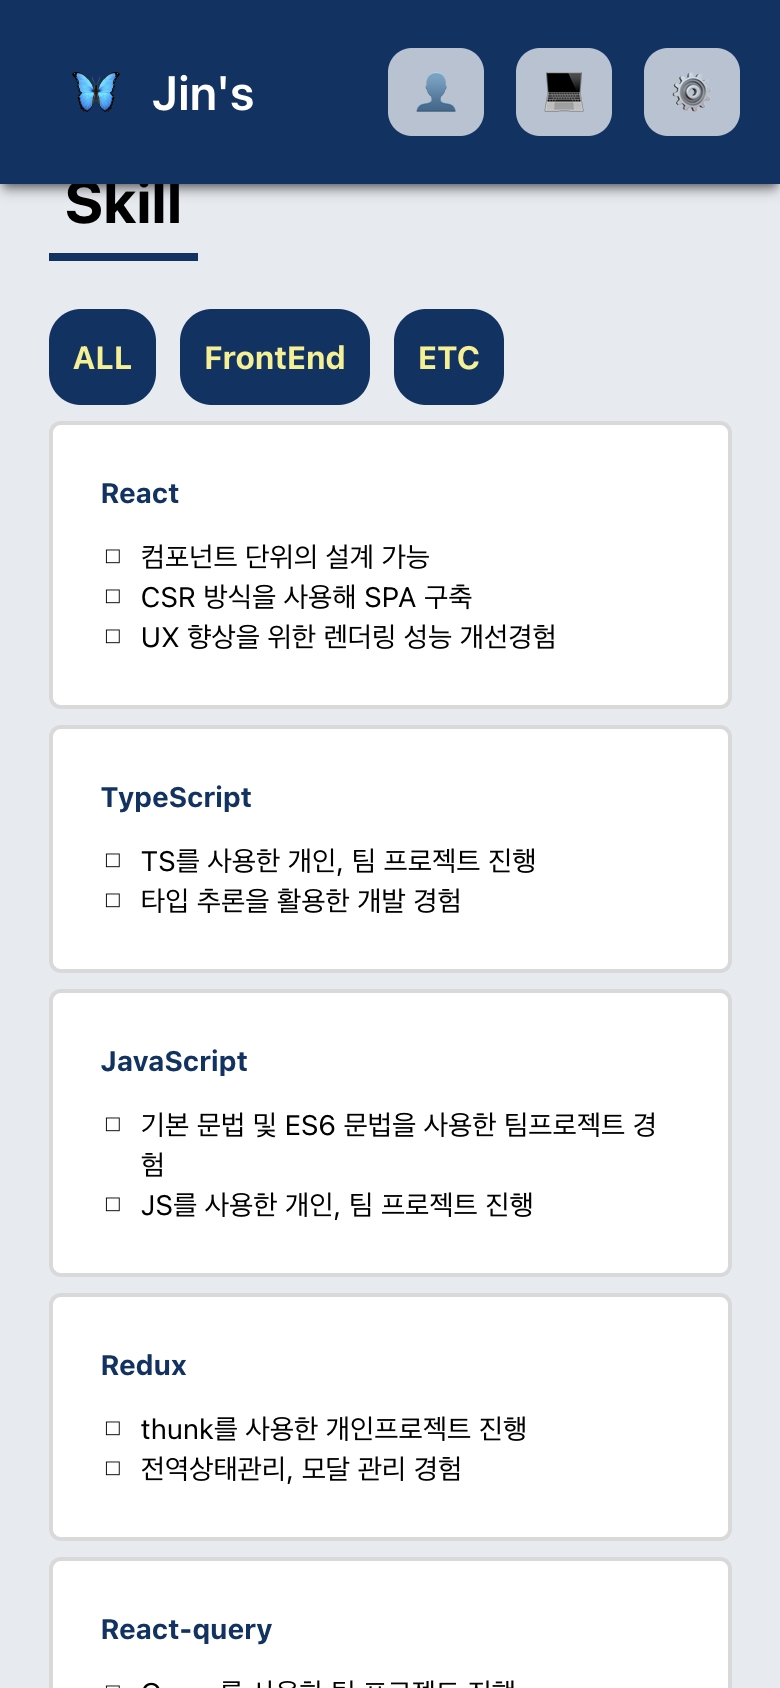 Jin's
Skill
ALL FrontEnd ETC
React
컴포넌트 단위의 설계 가능
CSR 방식을 사용해 SPA 구축
UX 향상을 위한 렌더링 성능 개선경험
TypeScript
TS를 사용한 개인, 팀 프로젝트 진행
타입 추론을 활용한 개발 경험
JavaScript
기본 문법 및 ES6 문법을 사용한 팀프로젝트 경
험
JS를 사용한 개인, 팀 프로젝트 진행
Redux
thunk를 사용한 개인프로젝트 진행
전역상태관리, 모달 관리 경험
React-query